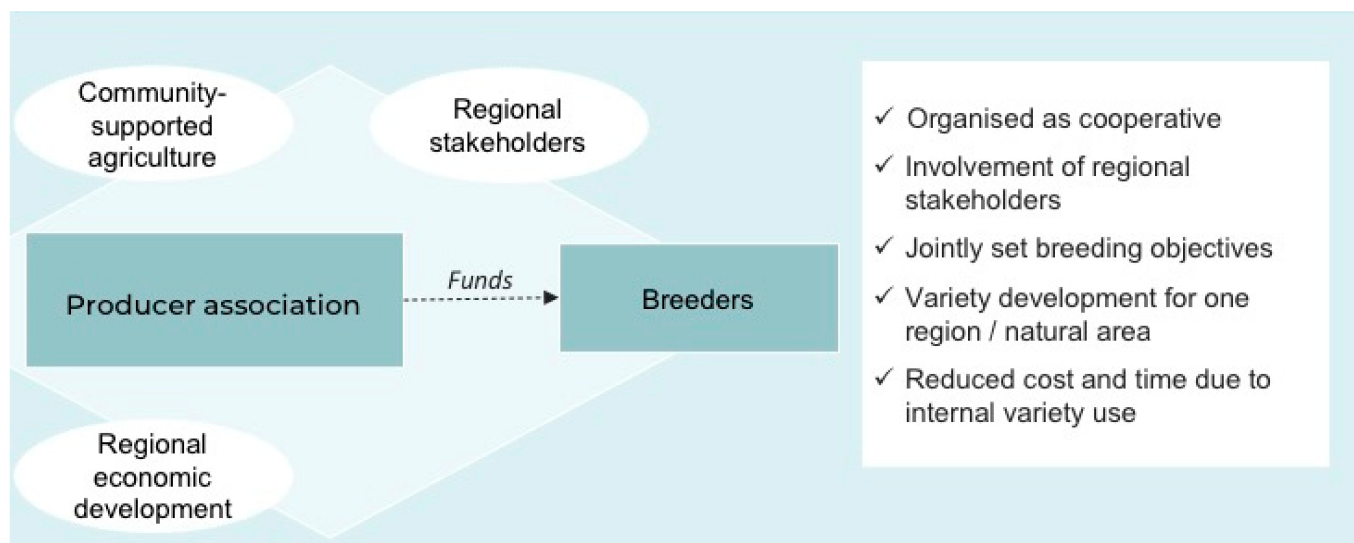 Community-
supported
agriculture
Regional
stakeholders
Producer association
Funds
Breeders
Regional
economic
development
✓ Organised as cooperative
✓ Involvement of regional
stakeholders
✓ Jointly set breeding objectives
✓ Variety development for one
region / natural area
✓ Reduced cost and time due to
internal variety use